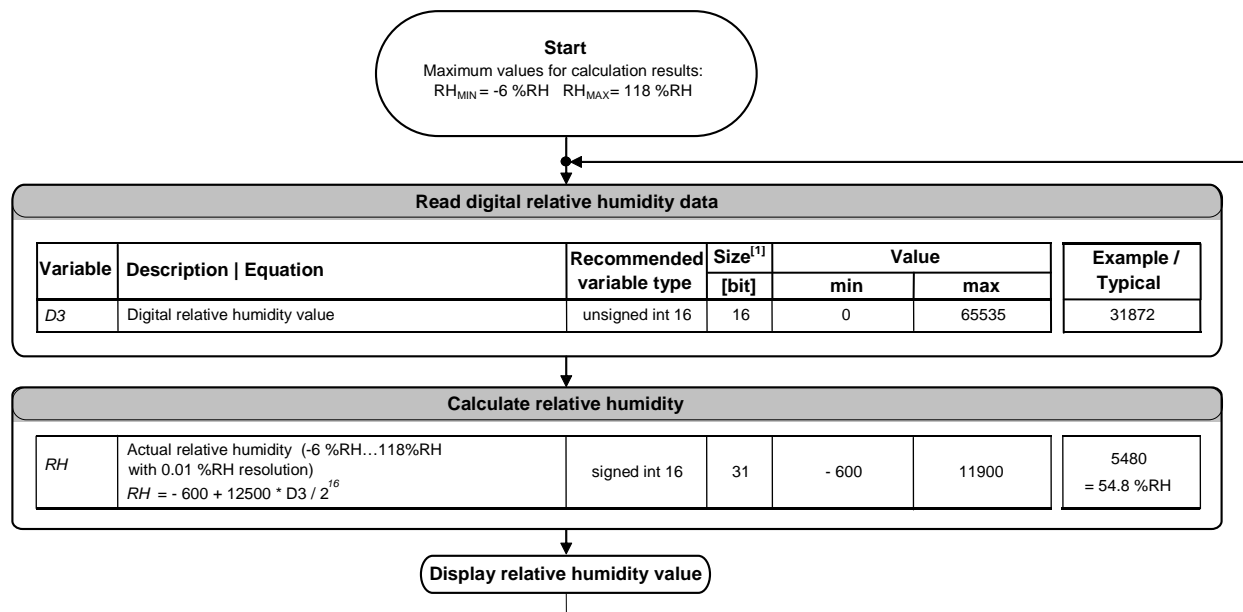 Start
Maximum values for calculation results:
RH_MIN = -6 %RH RH_MAX = 118 %RH
Read digital relative humidity data
Variable Description | Equation Recommended variable type Size[1] [bit] Value min max Example / Typical
D3 Digital relative humidity value unsigned int 16 16 0 65535 31872
Calculate relative humidity
RH Actual relative humidity (-6 %RH…118%RH
with 0.01 %RH resolution)
RH = - 600 + 12500 * D3 / 2^16
signed int 16 31 - 600 11900 5480
= 54.8 %RH
Display relative humidity value